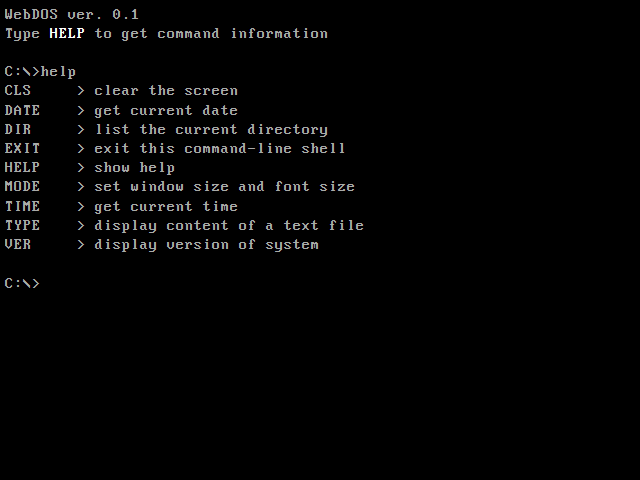 WebDOS ver. 0.1
Type HELP to get command information
C:\>help
CLS     > clear the screen
DATE    > get current date
DIR     > list the current directory
EXIT    > exit this command-line shell
HELP    > show help
MODE    > set window size and font size
TIME    > get current time
TYPE    > display content of a text file
VER     > display version of system
C:\>